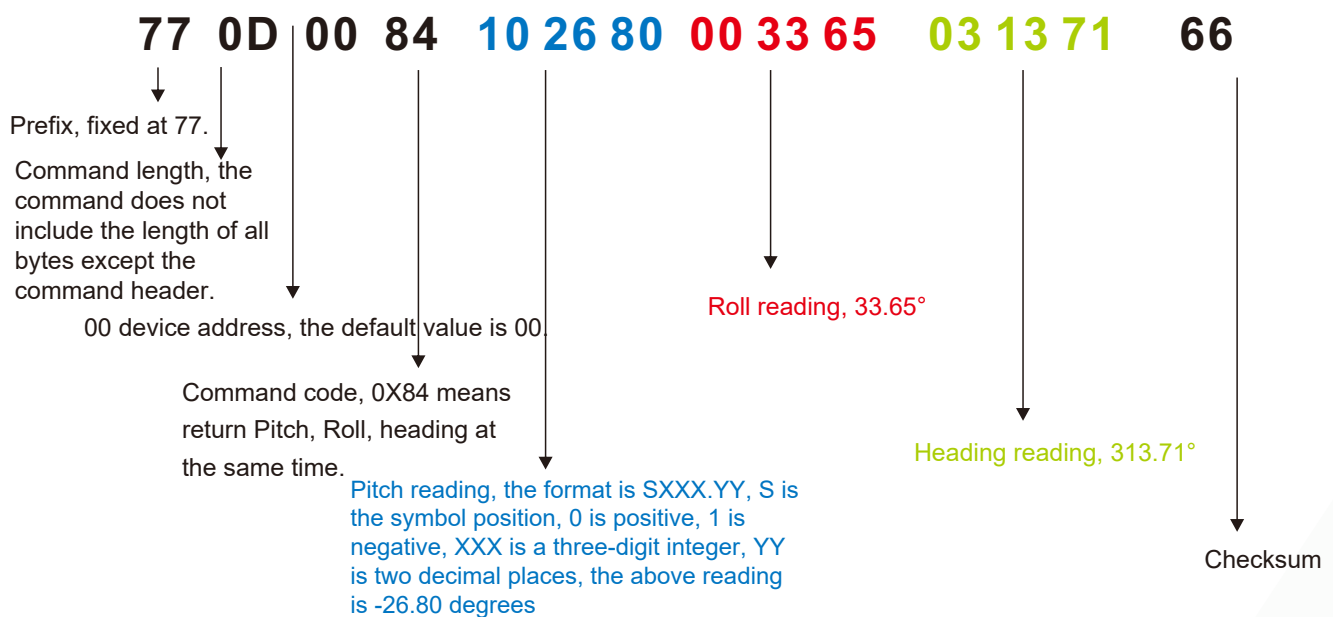 77 0D 00 84 10 26 80 00 33 65 03 13 71 66
Prefix, fixed at 77.
Command length, the
command does not
include the length of all
bytes except the
command header.
00 device address, the default value is 00.
Roll reading, 33.65°
Command code, 0X84 means
return Pitch, Roll, heading at
the same time.
Heading reading, 313.71°
Pitch reading, the format is SXXX.YY, S is
the symbol position, 0 is positive, 1 is
negative, XXX is a three-digit integer, YY
is two decimal places, the above reading
is -26.80 degrees
Checksum